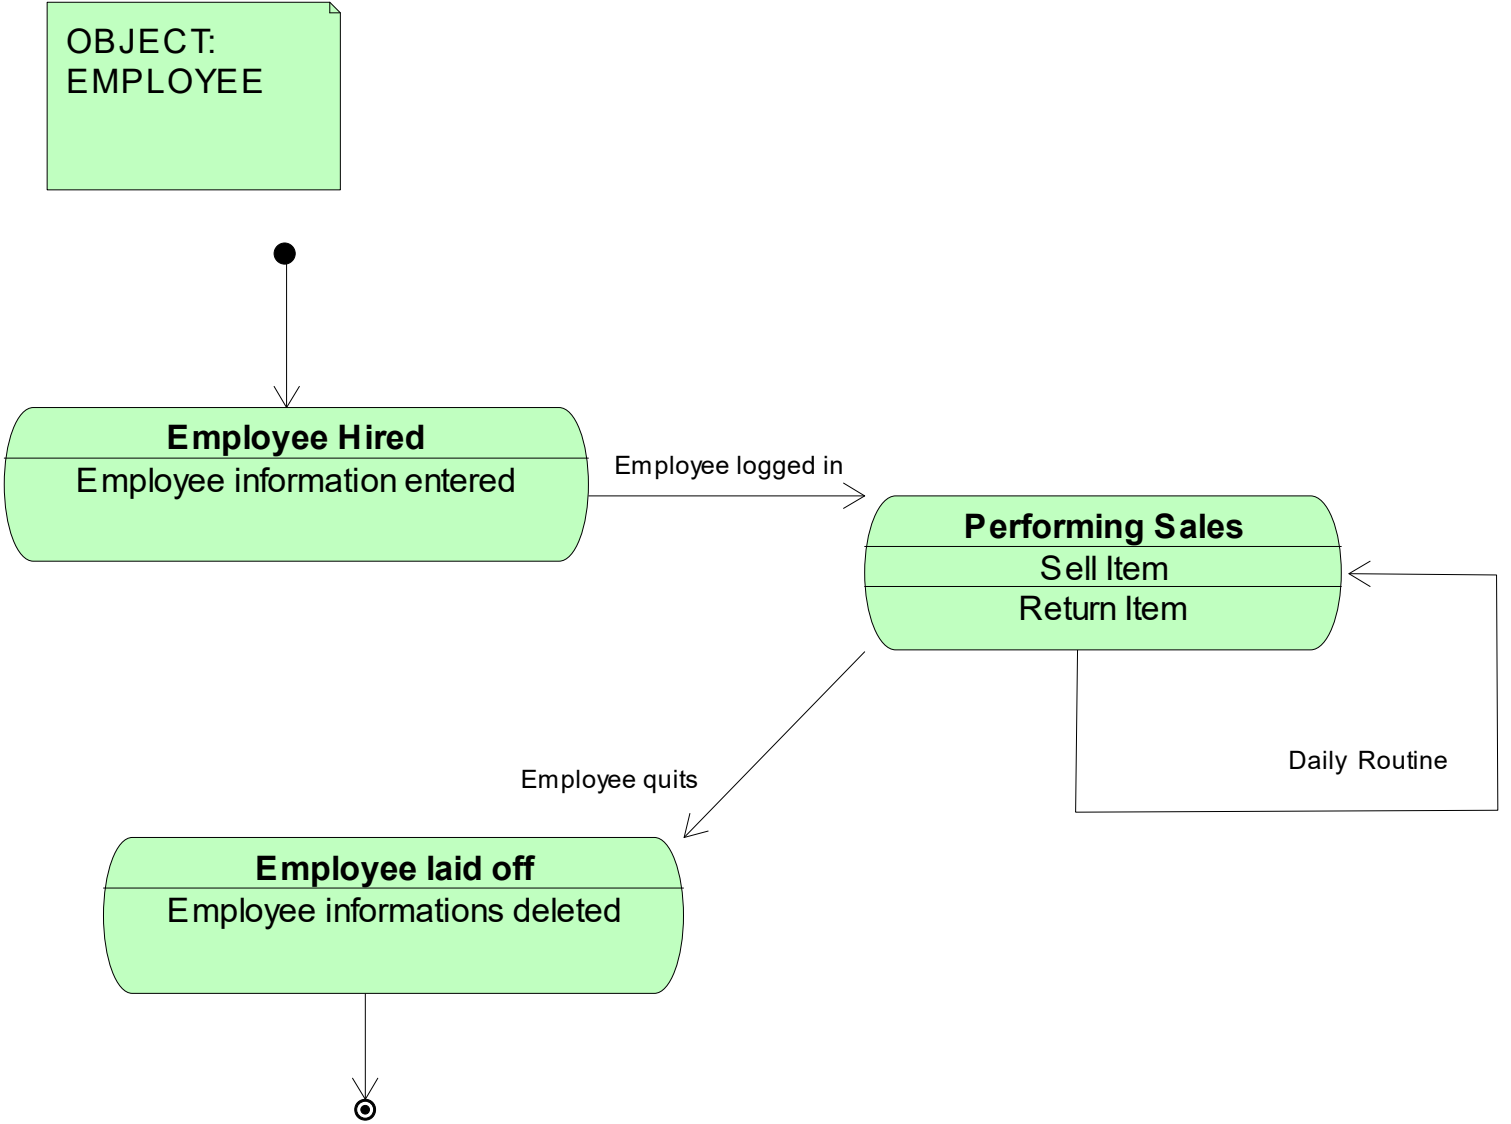 OBJECT:
EMPLOYEE
Employee Hired
Employee information entered
Employee logged in
Performing Sales
Sell Item
Return Item
Daily Routine
Employee quits
Employee laid off
Employee informations deleted